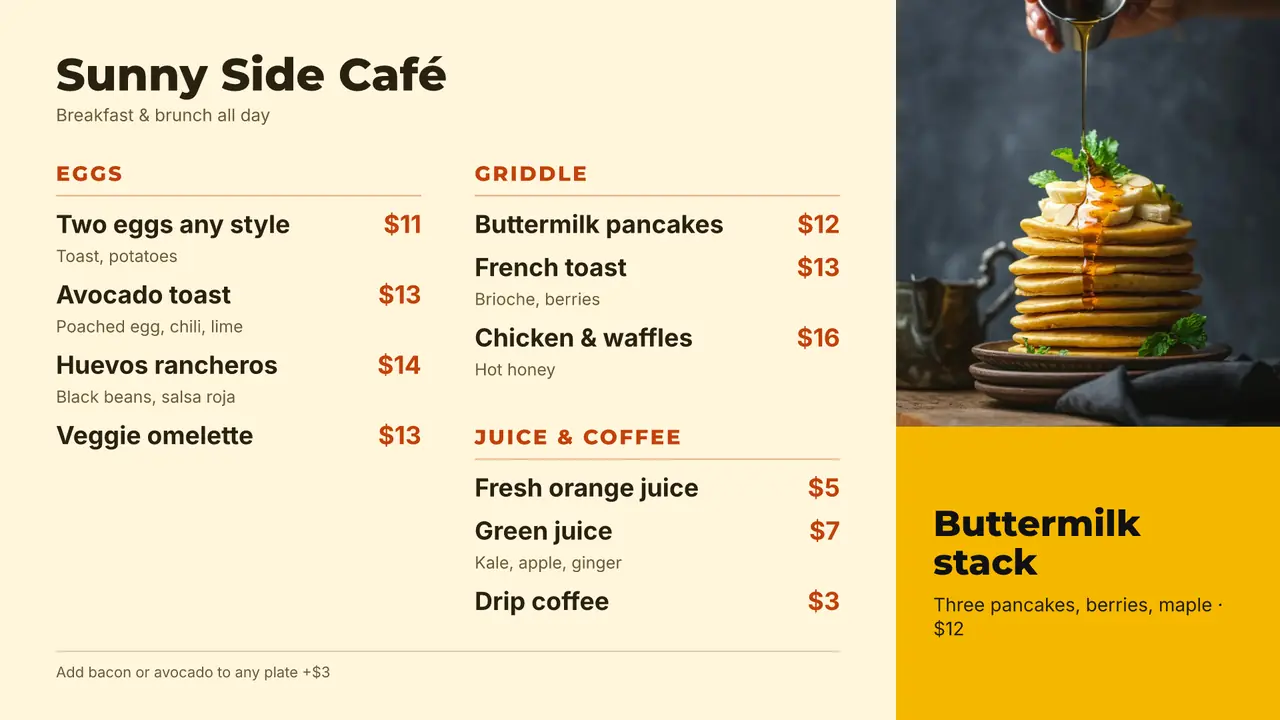 Sunny Side Café
Breakfast & brunch all day
EGGS
Two eggs any style $11
Toast, potatoes
Avocado toast $13
Poached egg, chili, lime
Huevos rancheros $14
Black beans, salsa roja
Veggie omelette $13
GRIDDLE
Buttermilk pancakes $12
French toast $13
Brioche, berries
Chicken & waffles $16
Hot honey
JUICE & COFFEE
Fresh orange juice $5
Green juice $7
Kale, apple, ginger
Drip coffee $3
Add bacon or avocado to any plate +$3
Buttermilk
stack
Three pancakes, berries, maple ·
$12